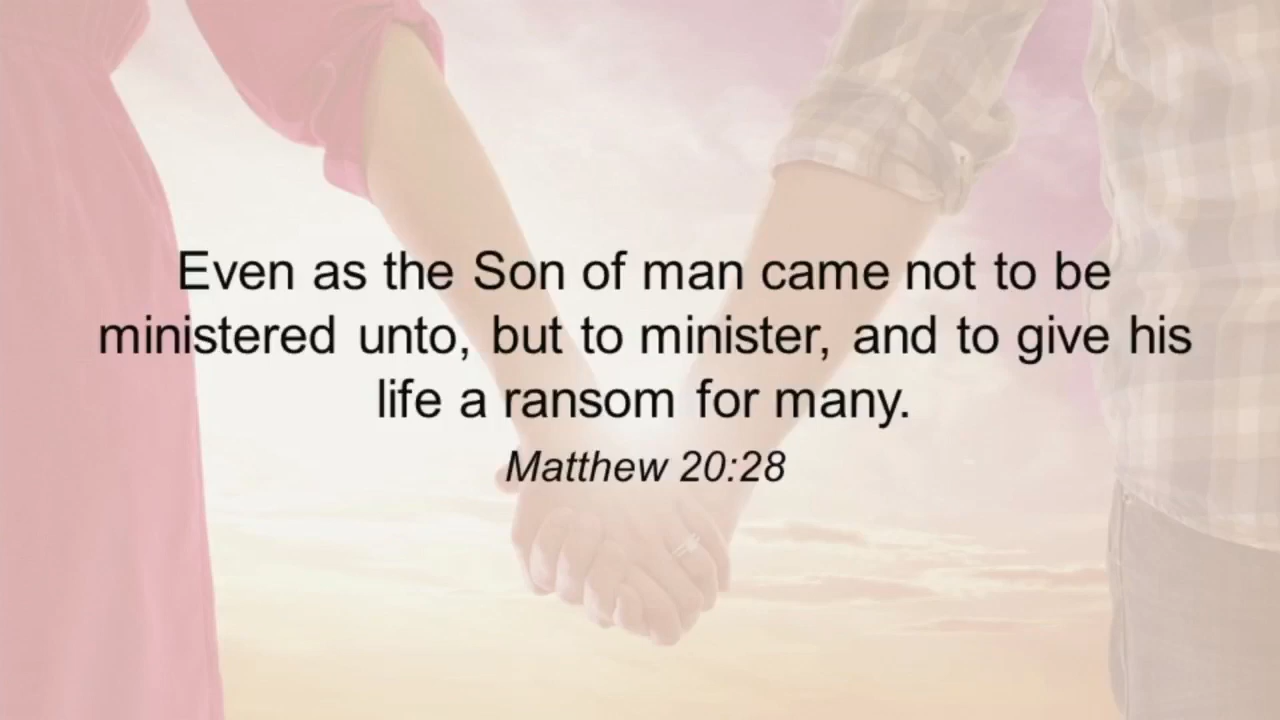 Even as the Son of man came not to be
ministered unto, but to minister, and to give his
life a ransom for many.
Matthew 20:28